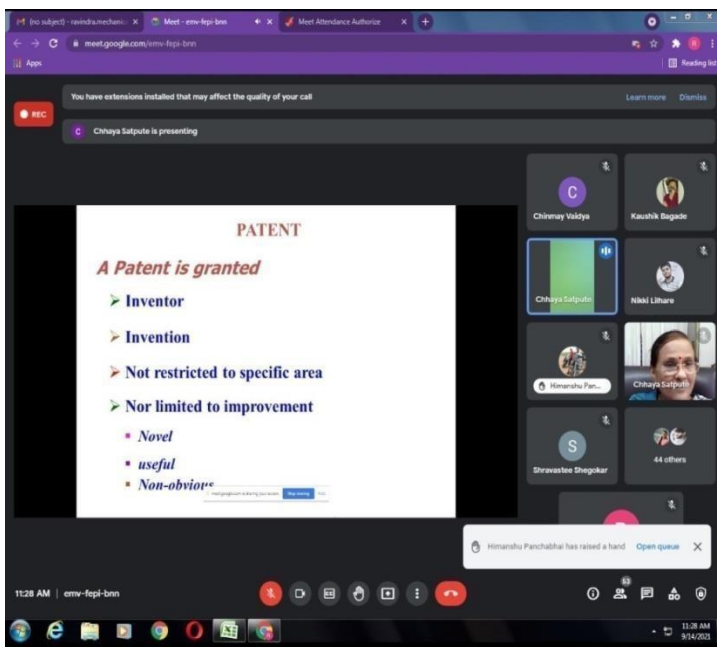 (no subject) - ravindra.mechanic
Meet - emv-fepi-bnn
Meet Attendance Authorize
meet.google.com/emv-fepi-bnn
Apps
Reading list
You have extensions installed that may affect the quality of your call
Learn more
Dismiss
REC
C
Chhaya Satpute is presenting
PATENT
A Patent is granted
Inventor
Invention
Not restricted to specific area
Nor limited to improvement
Novel
useful
Non-obvious
Stop sharing
C
Chinmay Vaidya
Kaushik Bagade
Chhaya Satpute
Nikki Lilhare
Himanshu Pan...
Chhaya Satpute
S
Shravastee Shegokar
44 others
Himanshu Panchabhai has raised a hand
Open queue
11:28 AM | emv-fepi-bnn
53
11:28 AM
9/14/2021